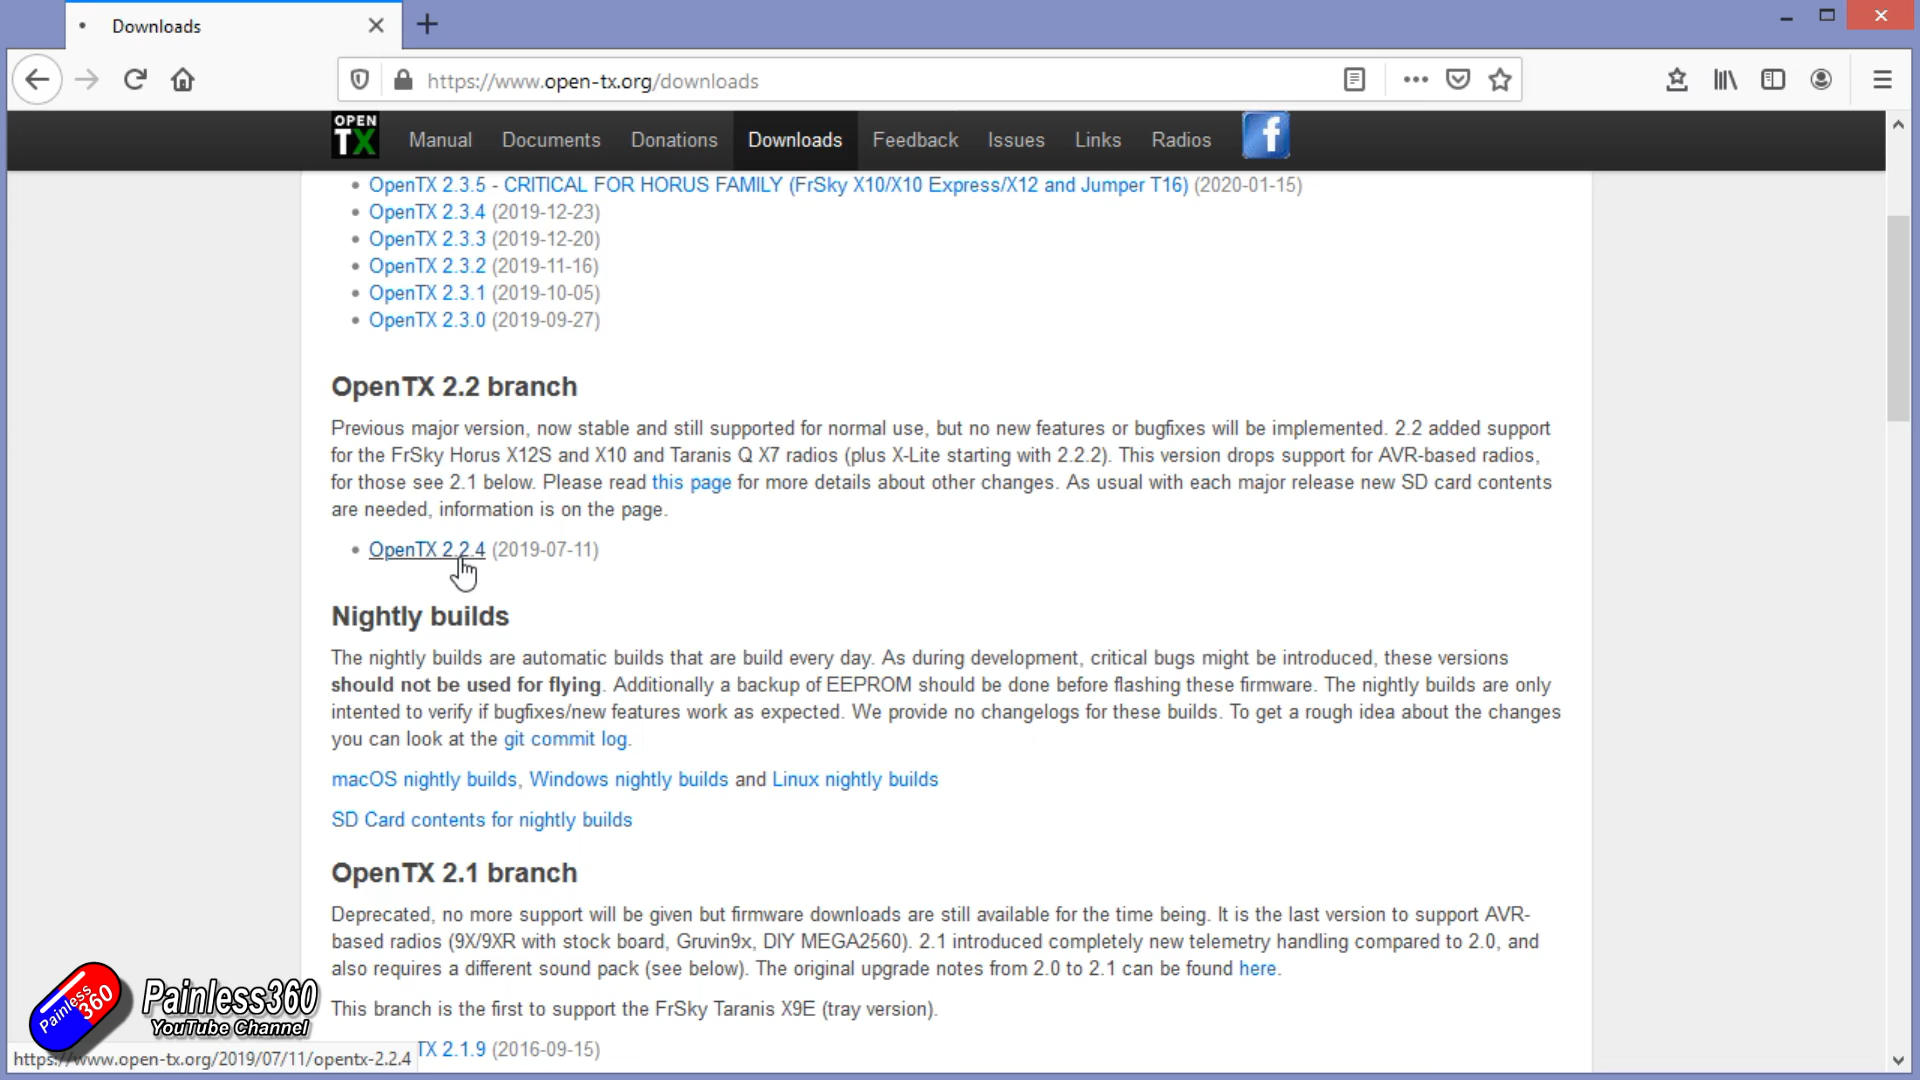 Downloads
https://www.open-tx.org/downloads
OPEN TX
Manual Documents Donations Downloads Feedback Issues Links Radios f
OpenTX 2.3.5 - CRITICAL FOR HORUS FAMILY (FrSky X10/X10 Express/X12 and Jumper T16) (2020-01-15)
OpenTX 2.3.4 (2019-12-23)
OpenTX 2.3.3 (2019-12-20)
OpenTX 2.3.2 (2019-11-16)
OpenTX 2.3.1 (2019-10-05)
OpenTX 2.3.0 (2019-09-27)
OpenTX 2.2 branch
Previous major version, now stable and still supported for normal use, but no new features or bugfixes will be implemented. 2.2 added support
for the FrSky Horus X12S and X10 and Taranis Q X7 radios (plus X-Lite starting with 2.2.2). This version drops support for AVR-based radios,
for those see 2.1 below. Please read this page for more details about other changes. As usual with each major release new SD card contents
are needed, information is on the page.
OpenTX 2.2.4 (2019-07-11)
Nightly builds
The nightly builds are automatic builds that are build every day. As during development, critical bugs might be introduced, these versions
should not be used for flying. Additionally a backup of EEPROM should be done before flashing these firmware. The nightly builds are only
intented to verify if bugfixes/new features work as expected. We provide no changelogs for these builds. To get a rough idea about the changes
you can look at the git commit log.
macOS nightly builds, Windows nightly builds and Linux nightly builds
SD Card contents for nightly builds
OpenTX 2.1 branch
Deprecated, no more support will be given but firmware downloads are still available for the time being. It is the last version to support AVR-
based radios (9X/9XR with stock board, Gruvin9x, DIY MEGA2560). 2.1 introduced completely new telemetry handling compared to 2.0, and
also requires a different sound pack (see below). The original upgrade notes from 2.0 to 2.1 can be found here.
This branch is the first to support the FrSky Taranis X9E (tray version).
TX 2.1.9 (2016-09-15)
Painless 360
Painless360
YouTube Channel
https://www.open-tx.org/2019/07/11/opentx-2.2.4